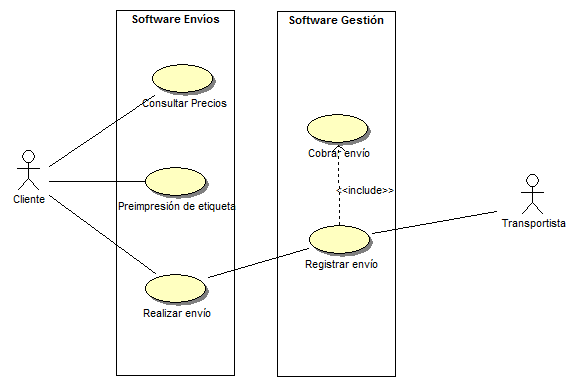 Software Envíos
Software Gestión
Consultar Precios
Cobrar envío
Cliente
Preimpresión de etiqueta
<<include>>
Transportista
Registrar envío
Realizar envío